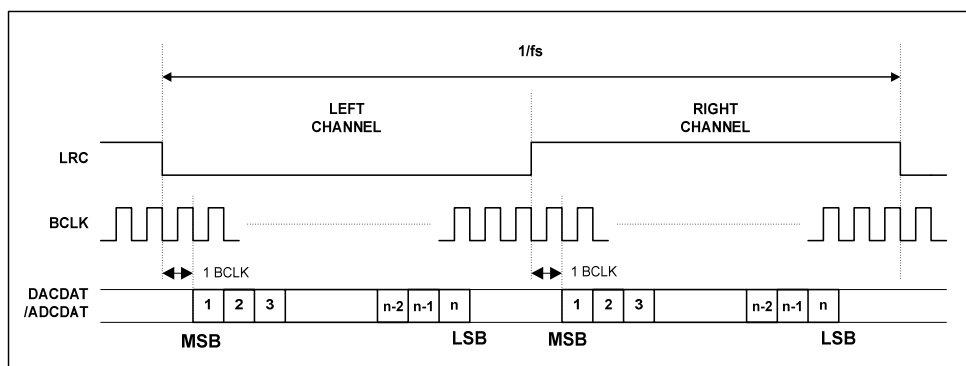 1/fs
LEFT
CHANNEL
RIGHT
CHANNEL
LRC
BCLK
1 BCLK
1 BCLK
DACDAT
/ADCDAT
1 2 3 n-2 n-1 n 1 2 3 n-2 n-1 n
MSB LSB MSB LSB